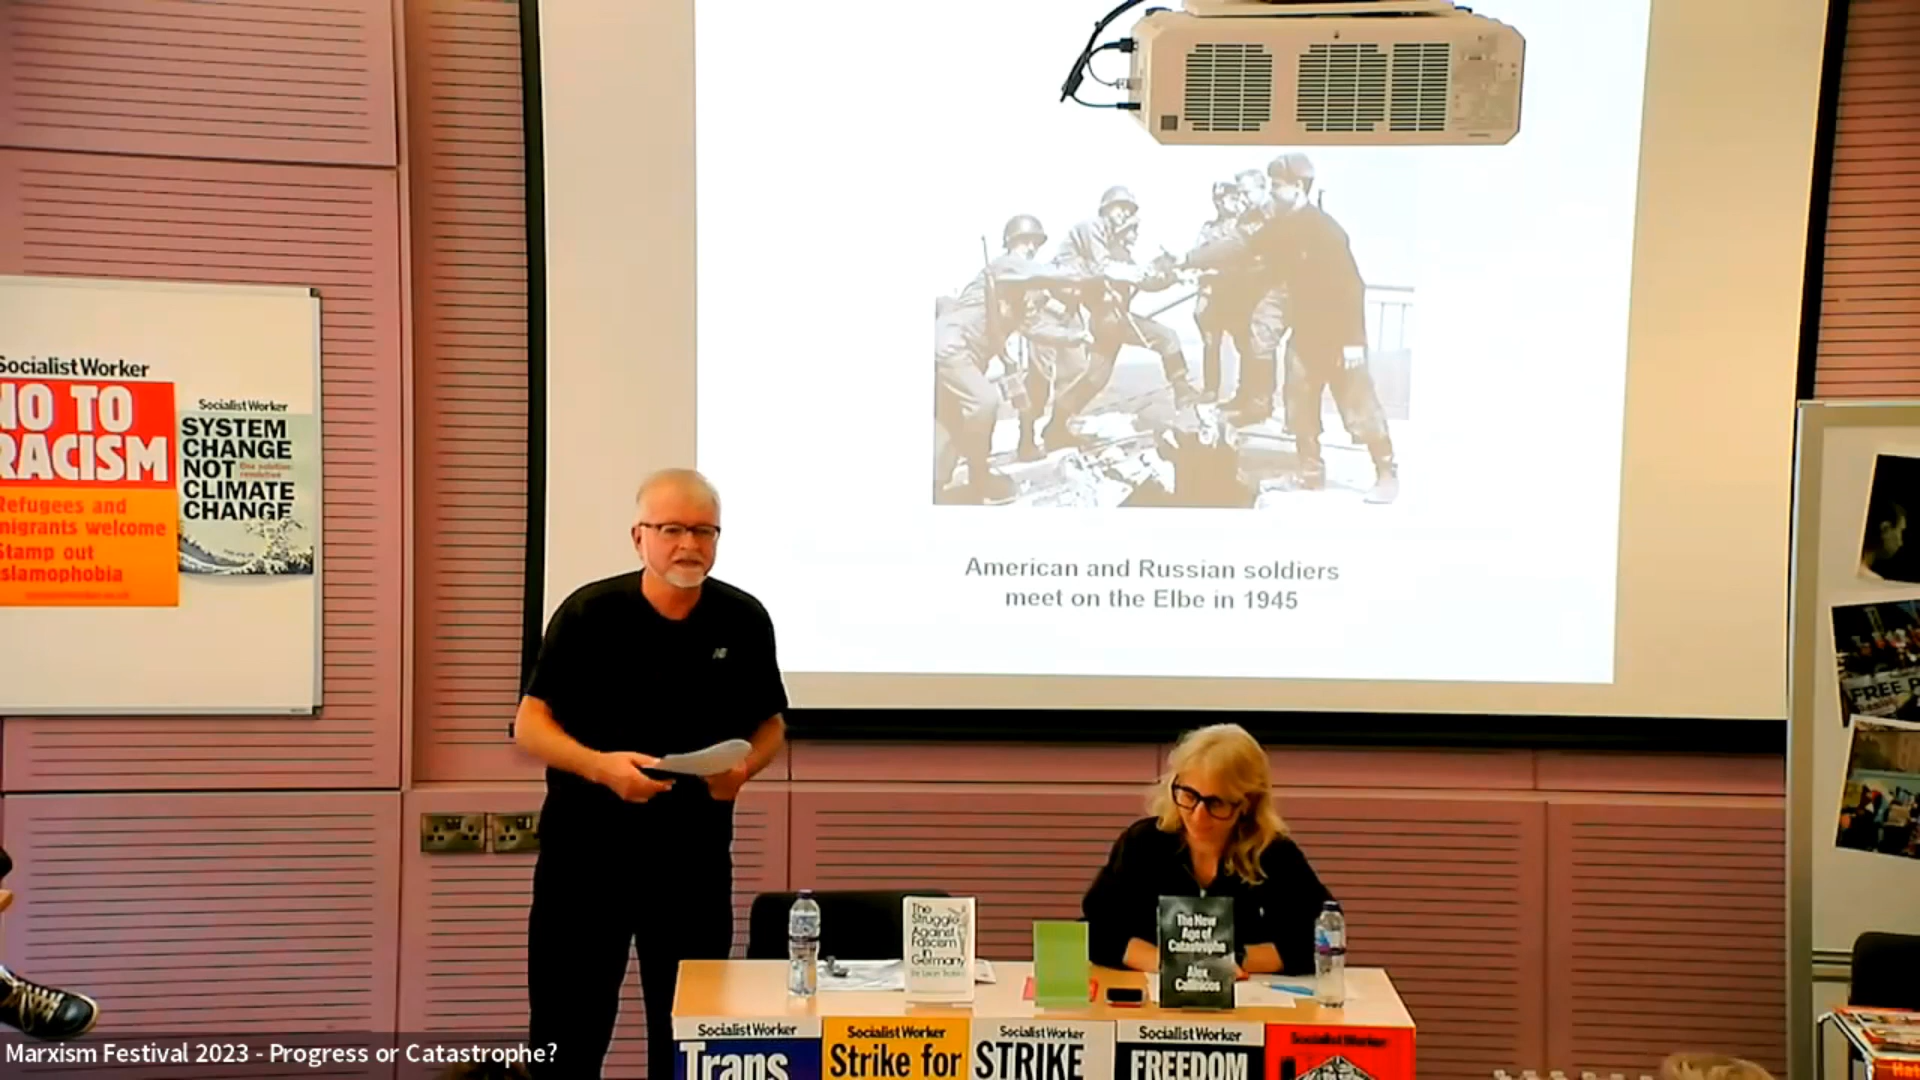 Socialist Worker
NO TO
RACISM
Refugees and
migrants welcome
Stamp out
Islamophobia
Socialist Worker
SYSTEM
CHANGE
NOT
CLIMATE
CHANGE
American and Russian soldiers
meet on the Elbe in 1945
FREE P
The
Struggle
Against
Fascism
in
Germany
The New
Age of
Catastrophe
Alex
Callinicos
Socialist Worker
Trans
Socialist Worker
Strike for
Socialist Worker
STRIKE
Socialist Worker
FREEDOM
Socialist Worker
Marxism Festival 2023 - Progress or Catastrophe?